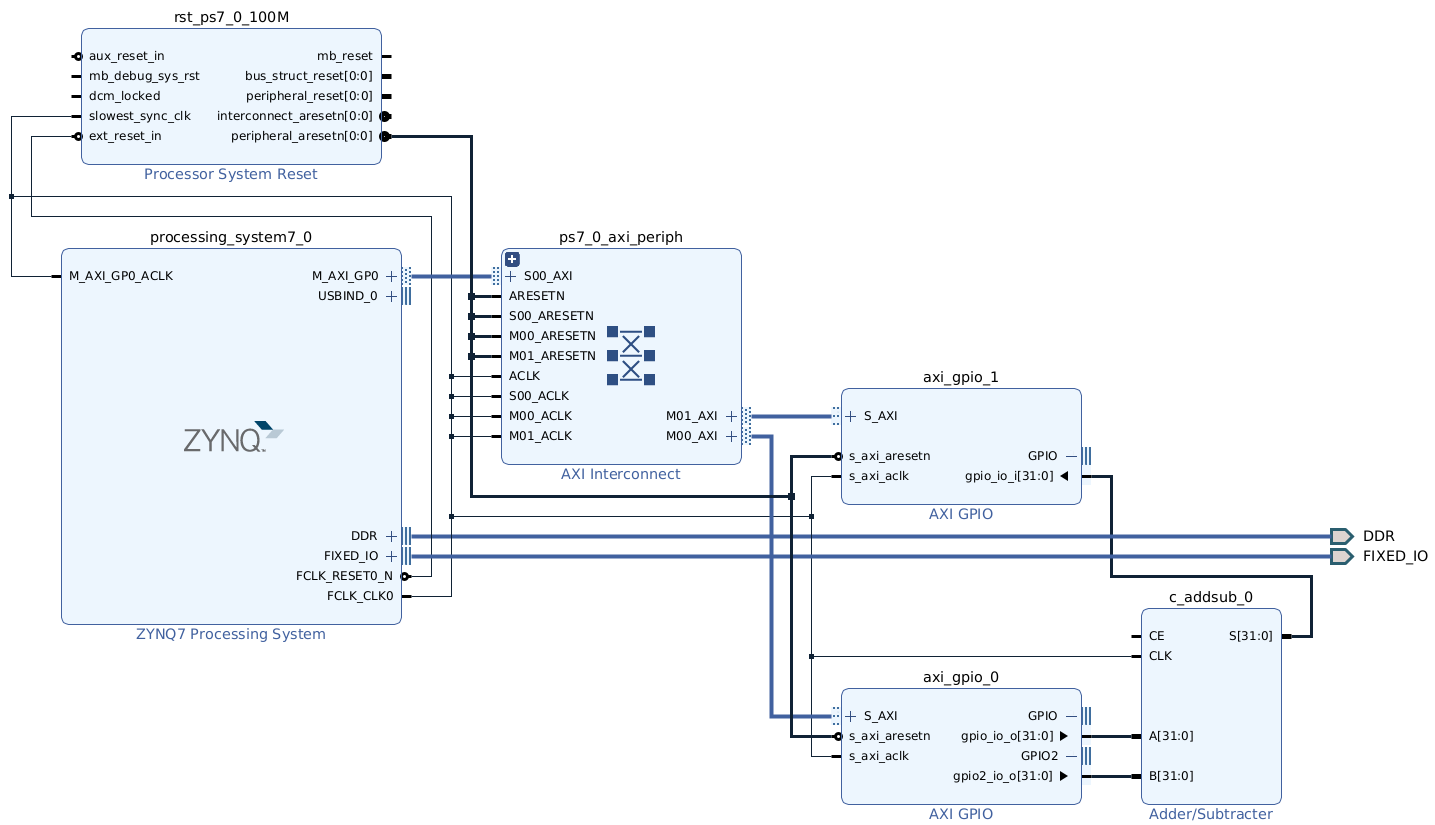 rst_ps7_0_100M
aux_reset_in
mb_debug_sys_rst
dcm_locked
slowest_sync_clk
ext_reset_in
mb_reset
bus_struct_reset[0:0]
peripheral_reset[0:0]
interconnect_aresetn[0:0]
peripheral_aresetn[0:0]
Processor System Reset
processing_system7_0
M_AXI_GP0_ACLK
M_AXI_GP0
USBIND_0
ZYNQ
DDR
FIXED_IO
FCLK_RESET0_N
FCLK_CLK0
ZYNQ7 Processing System
ps7_0_axi_periph
S00_AXI
ARESETN
S00_ARESETN
M00_ARESETN
M01_ARESETN
ACLK
S00_ACLK
M00_ACLK
M01_ACLK
M01_AXI
M00_AXI
AXI Interconnect
axi_gpio_1
S_AXI
s_axi_aresetn
s_axi_aclk
GPIO
gpio_io_i[31:0]
AXI GPIO
DDR
FIXED_IO
c_addsub_0
CE
CLK
A[31:0]
B[31:0]
S[31:0]
Adder/Subtracter
axi_gpio_0
S_AXI
s_axi_aresetn
s_axi_aclk
GPIO
gpio_io_o[31:0]
GPIO2
gpio2_io_o[31:0]
AXI GPIO